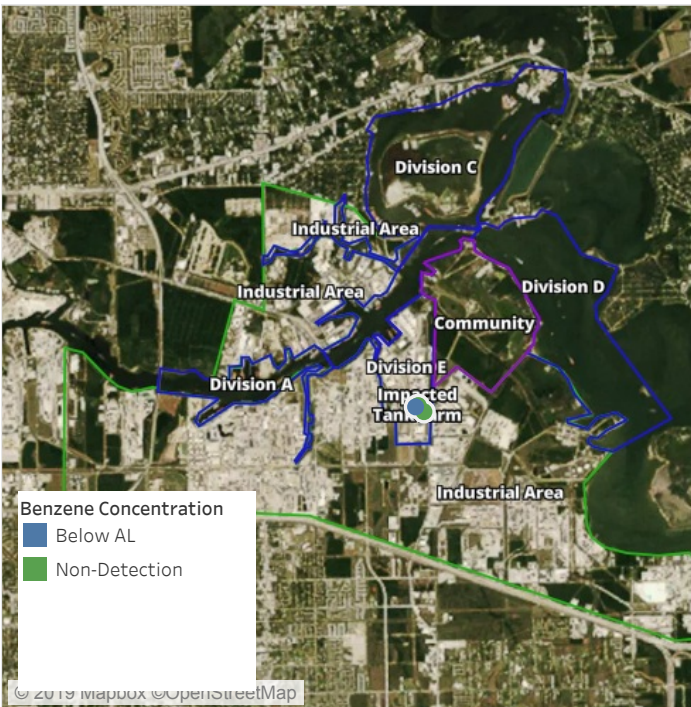 Division C
Industrial Area
Division D
Industrial Area
Community
Division E
Division A
Impacted
Tank Farm
Industrial Area
Benzene Concentration
Below AL
Non-Detection
© 2019 Mapbox ©OpenStreetMap